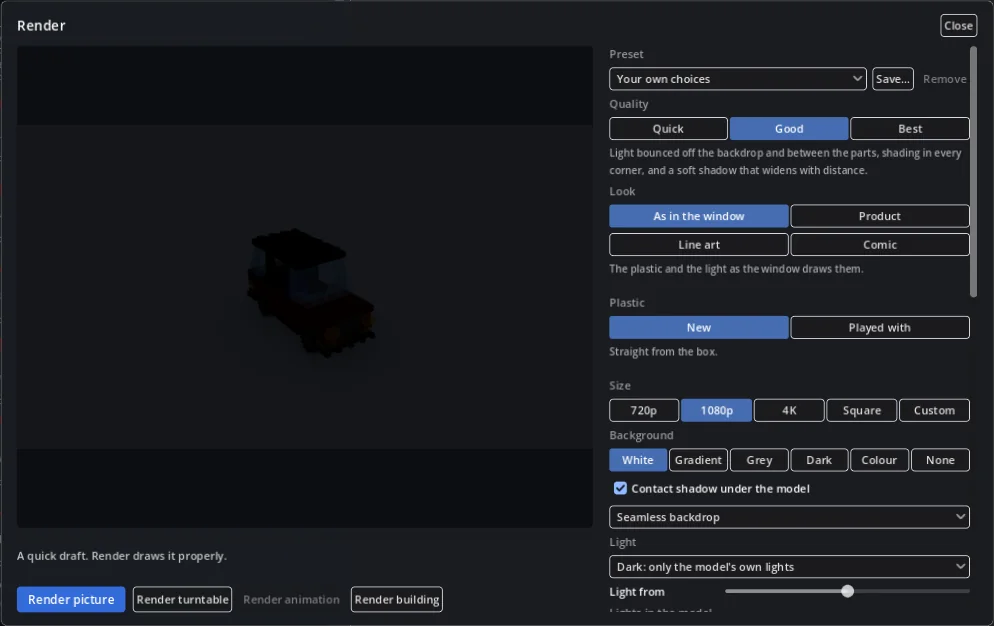 Render
Close
Preset
Your own choices
Save...
Remove
Quality
Quick
Good
Best
Light bounced off the backdrop and between the parts, shading in every
corner, and a soft shadow that widens with distance.
Look
As in the window
Product
Line art
Comic
The plastic and the light as the window draws them.
Plastic
New
Played with
Straight from the box.
Size
720p
1080p
4K
Square
Custom
Background
White
Gradient
Grey
Dark
Colour
None
Contact shadow under the model
Seamless backdrop
Light
Dark: only the model's own lights
Light from
Lights in the model
A quick draft. Render draws it properly.
Render picture
Render turntable
Render animation
Render building